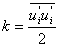 k = \frac{\overline{u_i u_i}}{2}